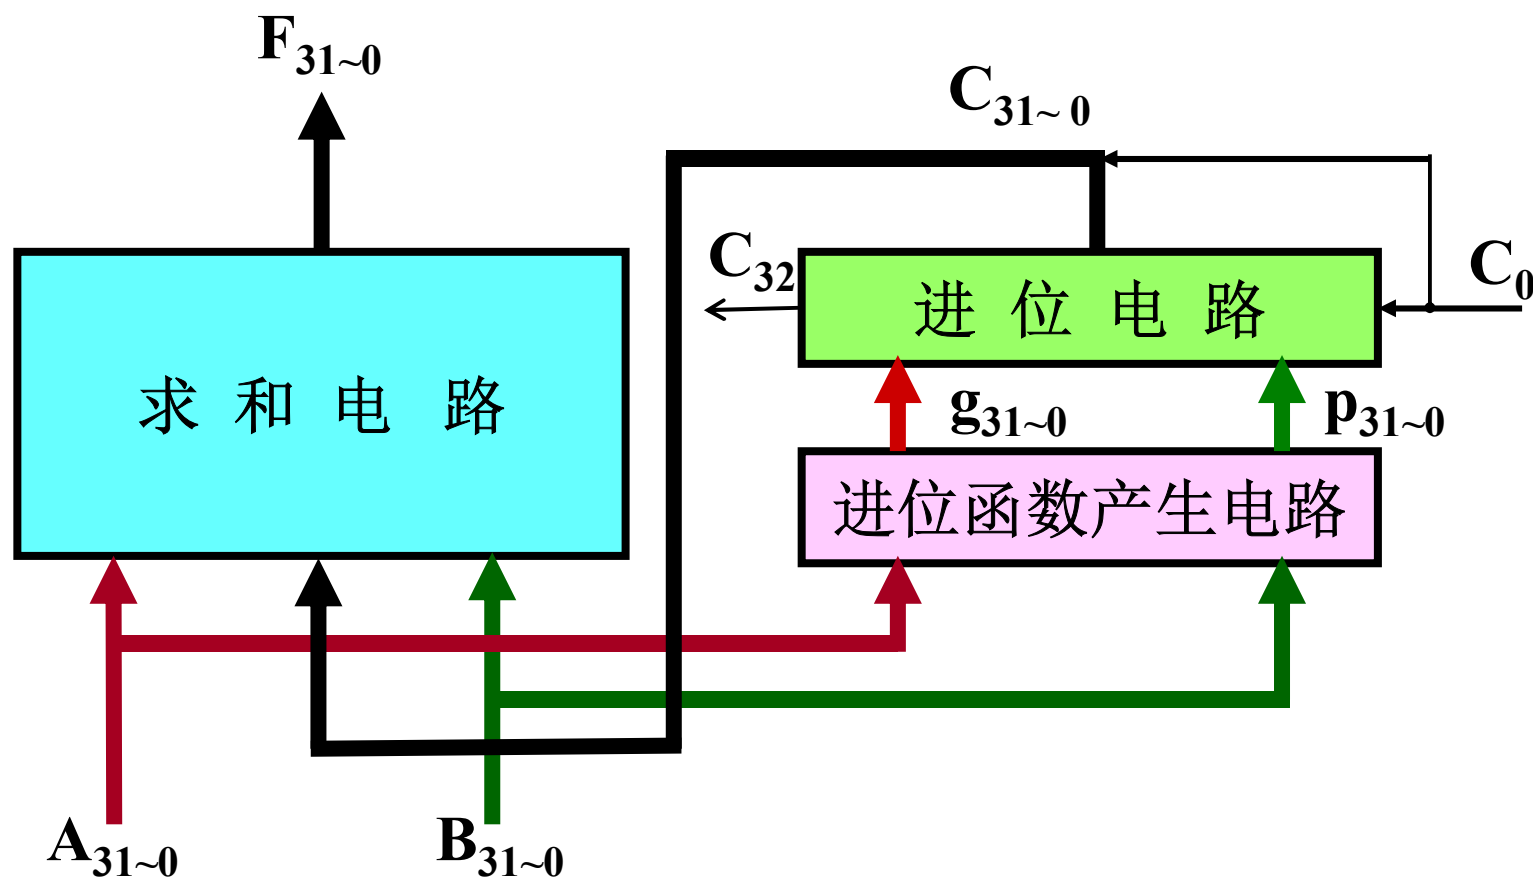 F31~0
C31~ 0
C32
C0
进 位 电 路
求 和 电 路
g31~0
p31~0
进位函数产生电路
A31~0
B31~0